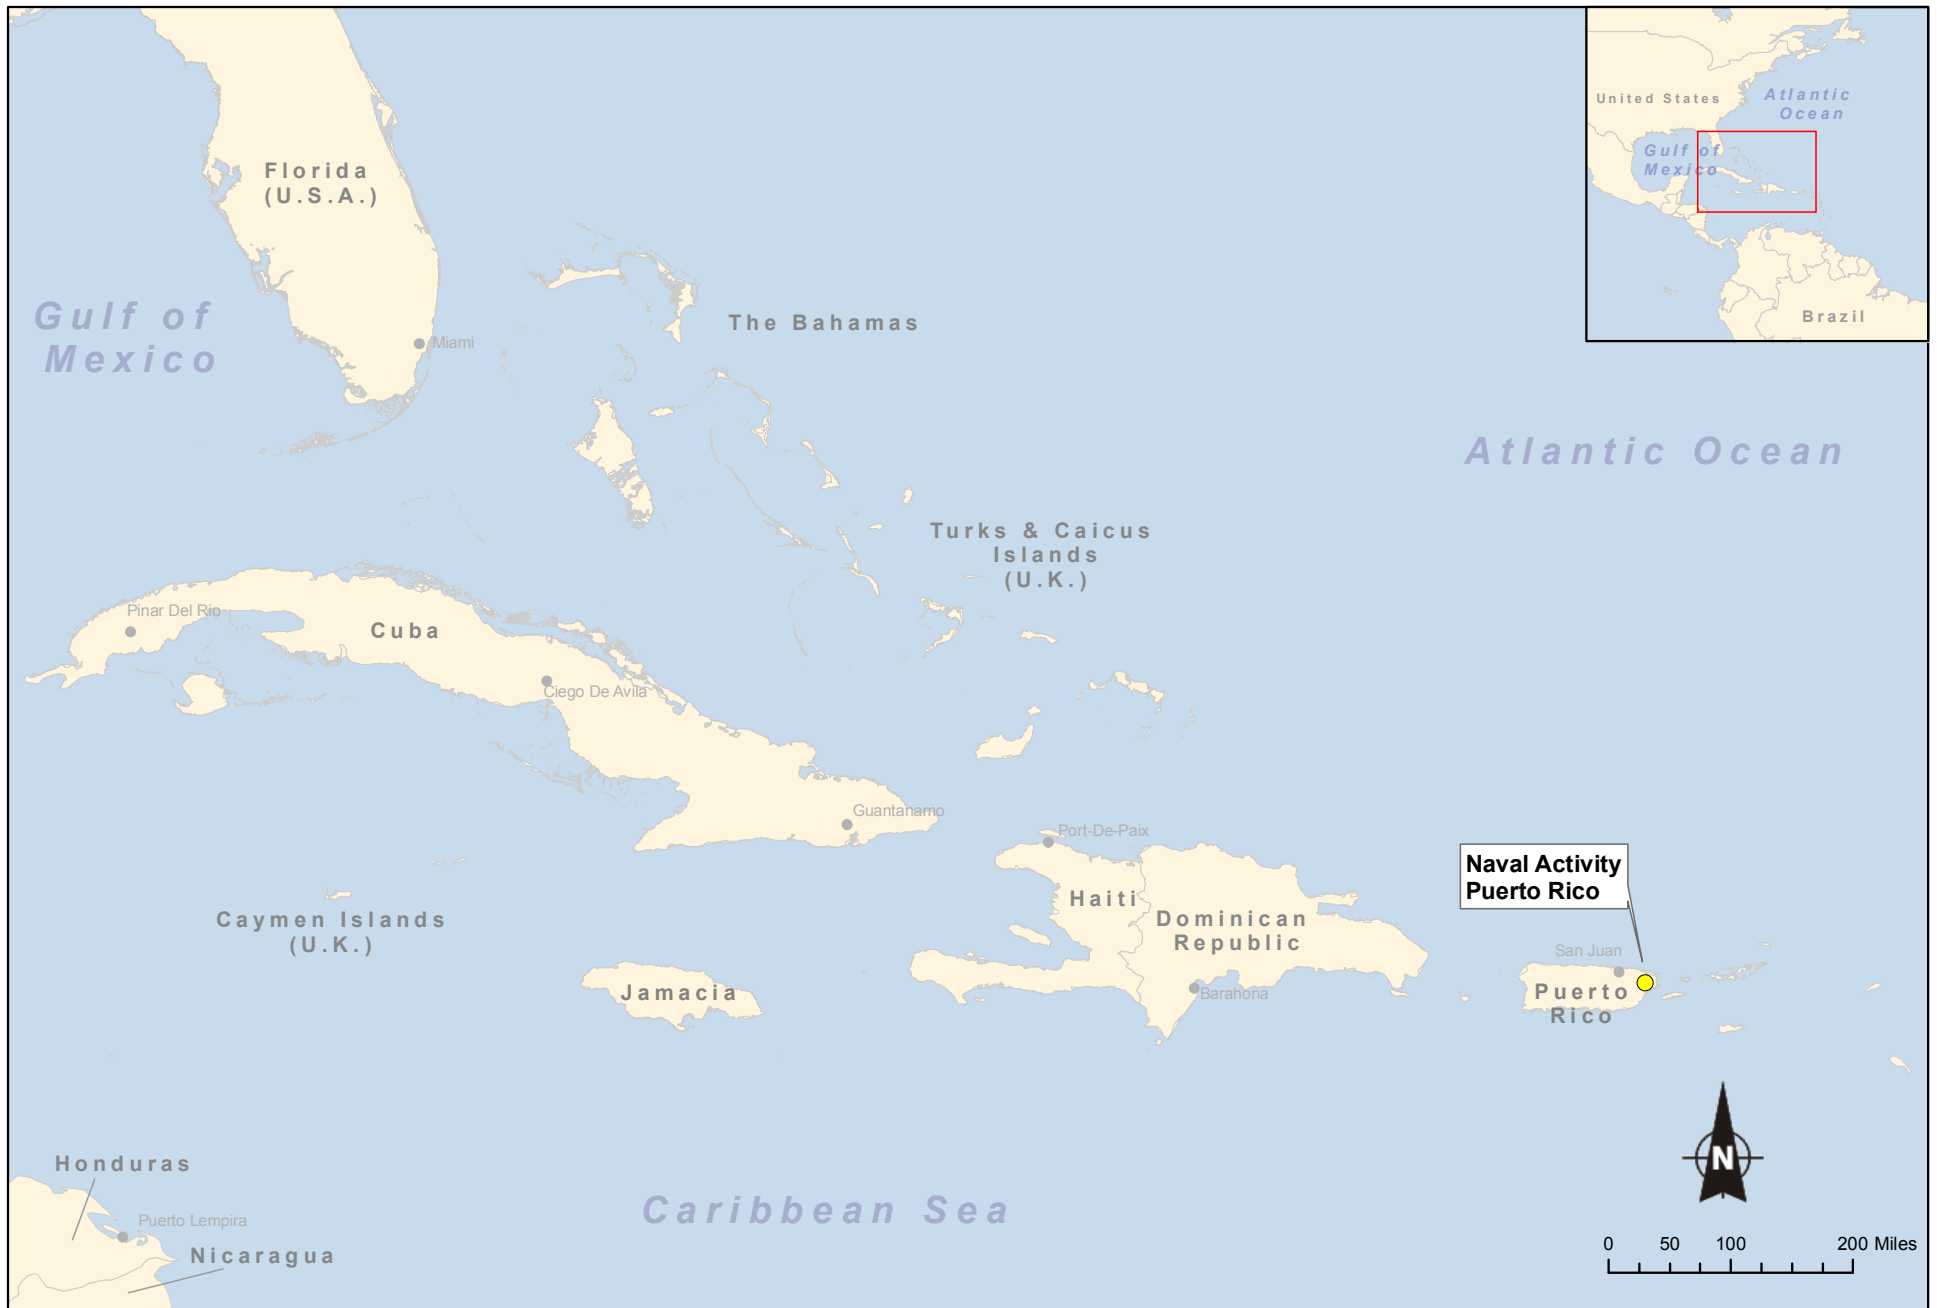 United States
Atlantic
Ocean
Gulf of
Mexico
Brazil
Florida
(U.S.A.)
Gulf of
Mexico
Miami
The Bahamas
Atlantic Ocean
Turks & Caicus
Islands
(U.K.)
Pinar Del Rio
Cuba
Ciego De Avila
Guantanamo
Port-De-Paix
Haiti
Dominican
Republic
Barahona
Naval Activity
Puerto Rico
San Juan
Puerto
Rico
Caymen Islands
(U.K.)
Jamacia
Honduras
Puerto Lempira
Nicaragua
Caribbean Sea
N
0 50 100 200 Miles